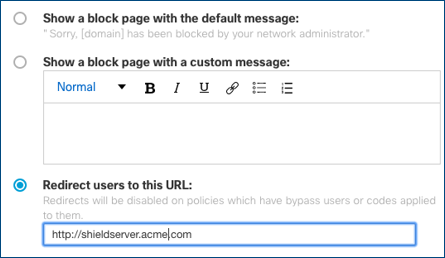 Show a block page with the default message:
"Sorry, [domain] has been blocked by your network administrator."
Show a block page with a custom message:
Normal B I U
Redirect users to this URL:
Redirects will be disabled on policies which have bypass users or codes applied
to them.
http://shieldserver.acme.com